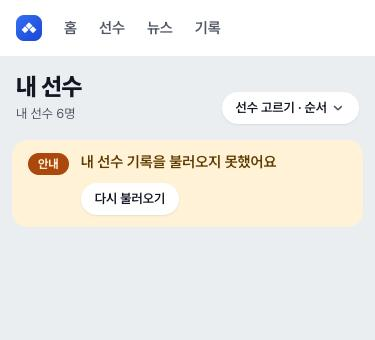 홈 선수 뉴스 기록
내 선수
내 선수 6명
선수 고르기 · 순서
안내 내 선수 기록을 불러오지 못했어요
다시 불러오기